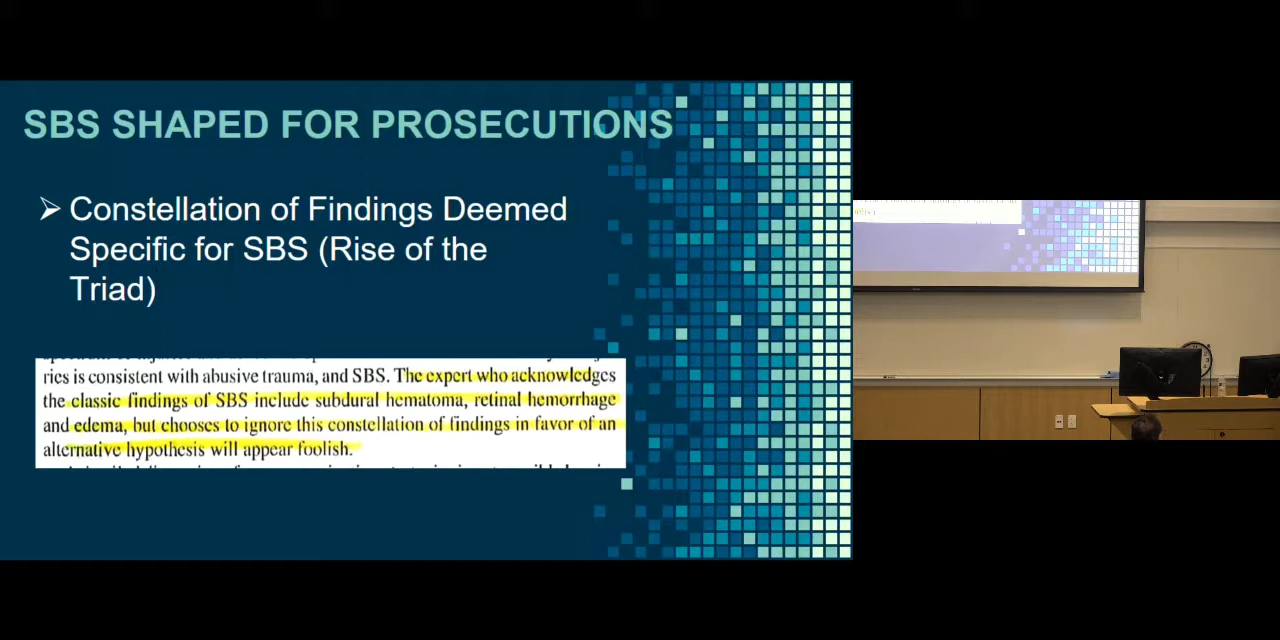 SBS SHAPED FOR PROSECUTIONS
➢ Constellation of Findings Deemed
Specific for SBS (Rise of the
Triad)
ries is consistent with abusive trauma, and SBS. The expert who acknowledges
the classic findings of SBS include subdural hematoma, retinal hemorrhage
and edema, but chooses to ignore this constellation of findings in favor of an
alternative hypothesis will appear foolish.